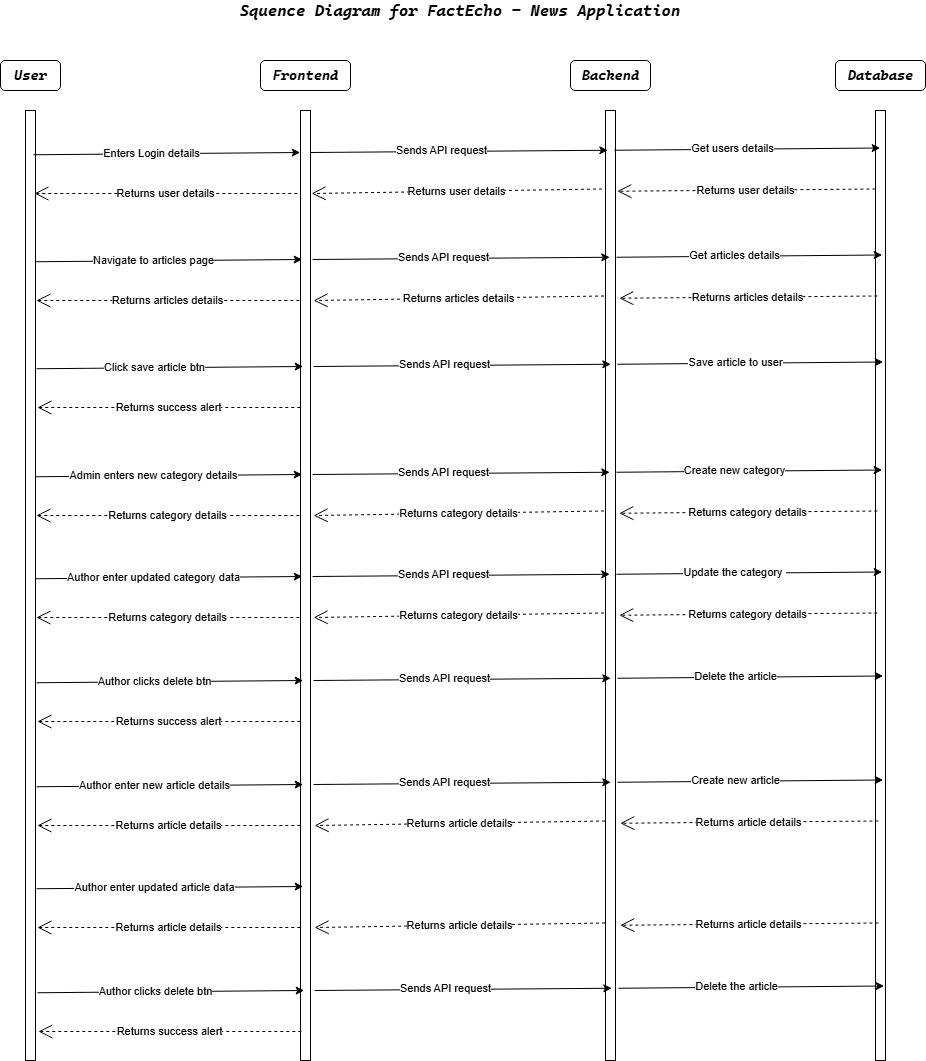 Squence Diagram for FactEcho – News Application
User
Frontend
Backend
Database
Enters Login details
Sends API request
Get users details
Returns user details
Returns user details
Returns user details
Navigate to articles page
Sends API request
Get articles details
Returns articles details
Returns articles details
Returns articles details
Click save article btn
Sends API request
Save article to user
Returns success alert
Admin enters new category details
Sends API request
Create new category
Returns category details
Returns category details
Returns category details
Author enter updated category data
Sends API request
Update the category
Returns category details
Returns category details
Returns category details
Author clicks delete btn
Sends API request
Delete the article
Returns success alert
Author enter new article details
Sends API request
Create new article
Returns article details
Returns article details
Returns article details
Author enter updated article data
Returns article details
Returns article details
Returns article details
Author clicks delete btn
Sends API request
Delete the article
Returns success alert